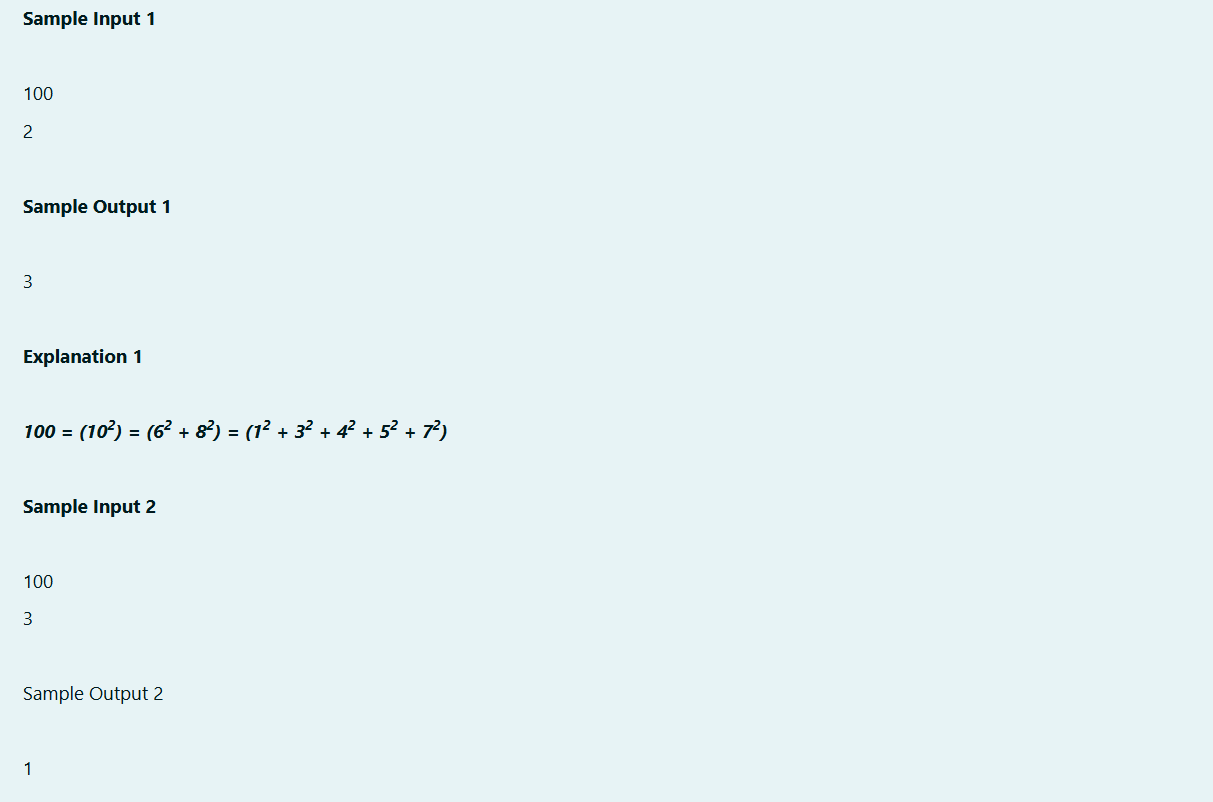 Sample Input 1
100
2
Sample Output 1
3
Explanation 1
100 = (10²) = (6² + 8²) = (1² + 3² + 4² + 5² + 7²)
Sample Input 2
100
3
Sample Output 2
1